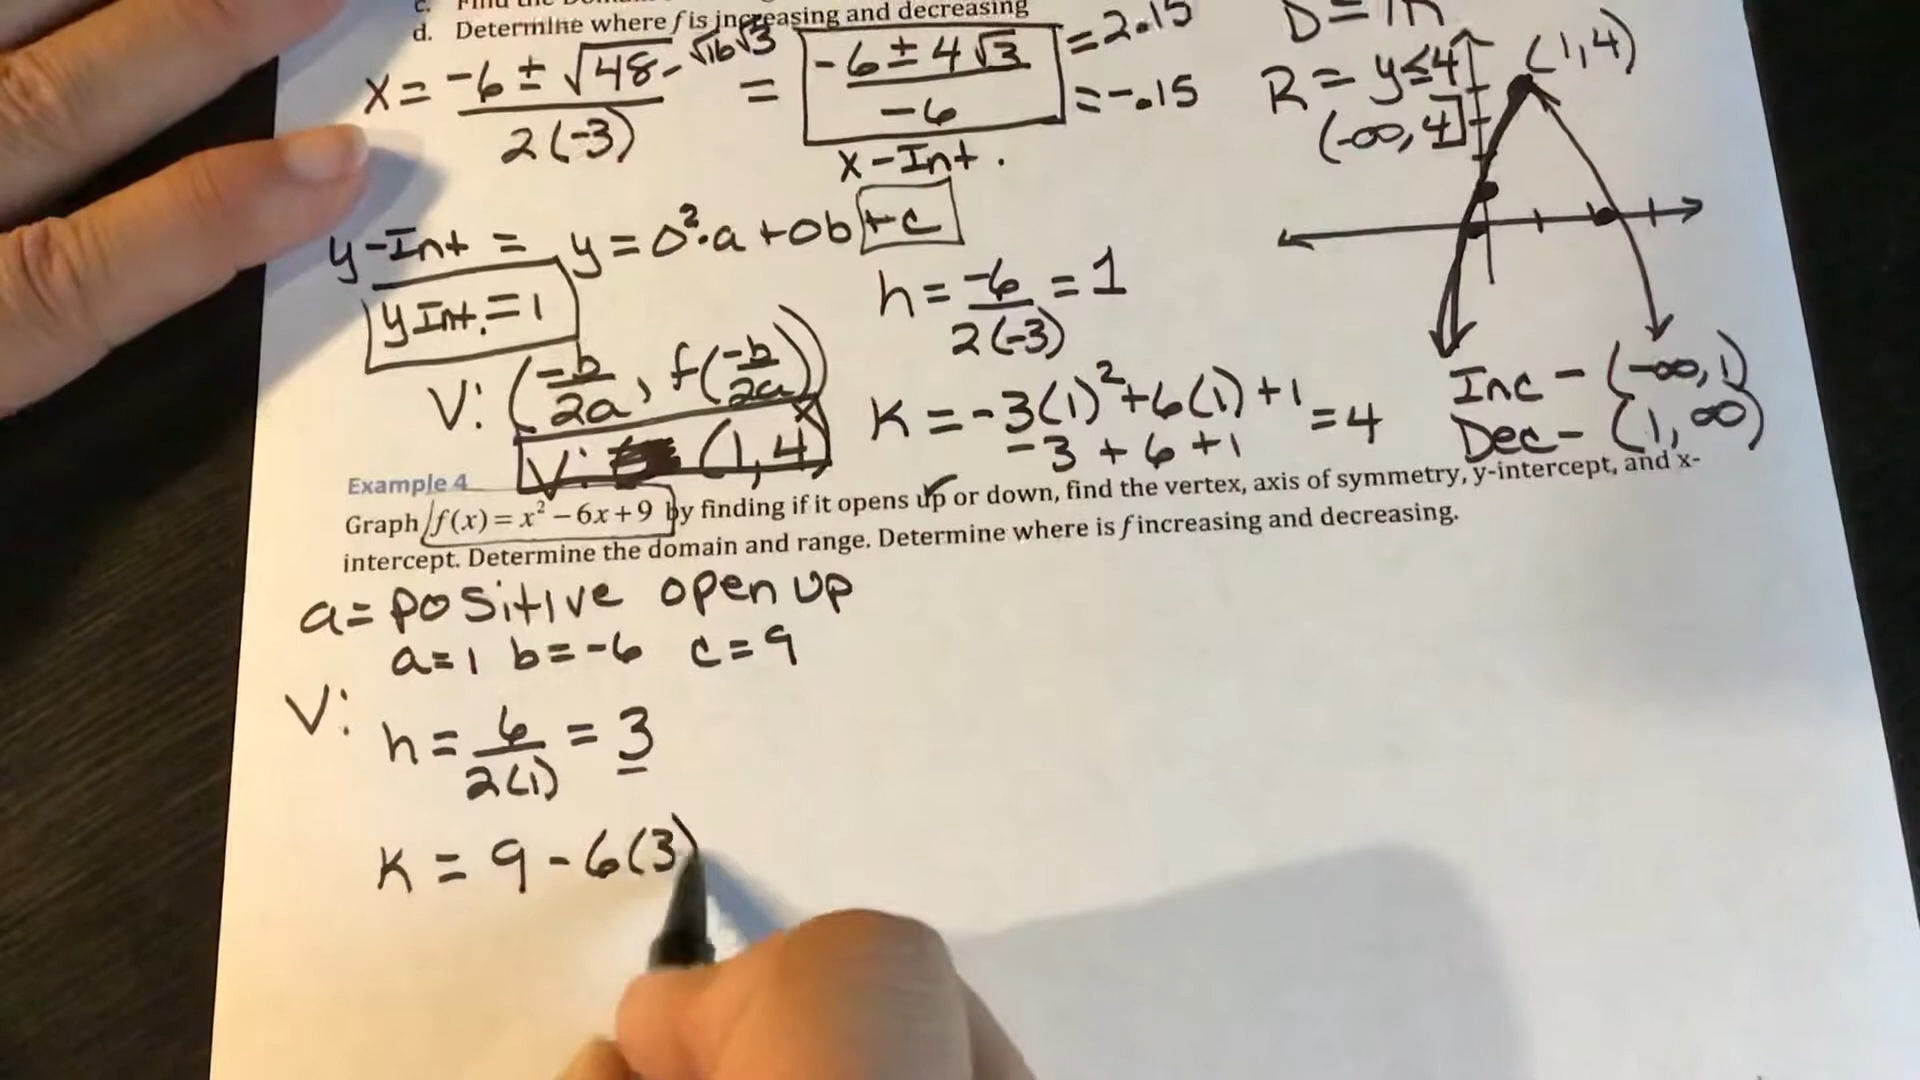 d. Determine where f is increasing and decreasing
x = -6 ± √48 / 2(-3) - √16 √3 = -6 ± 4√3 / -6 = 2.15
= -.15
x-Int.
D = R
R = y ≤ 4
(-∞, 4]
(1,4)
y-Int = y = 0²·a + 0b + c
y Int. = 1
h = -6 / 2(-3) = 1
V: (-b / 2a, f(-b / 2a))
V: (1,4)
K = -3(1)² + 6(1) + 1 = 4
-3 + 6 + 1
Inc - (-∞, 1)
Dec - (1, ∞)
Example 4
Graph f(x) = x² - 6x + 9 by finding if it opens up or down, find the vertex, axis of symmetry, y-intercept, and x-
intercept. Determine the domain and range. Determine where is f increasing and decreasing.
a = positive open up
a = 1 b = -6 c = 9
V:
h = 6 / 2(1) = 3
K = 9 - 6(3)